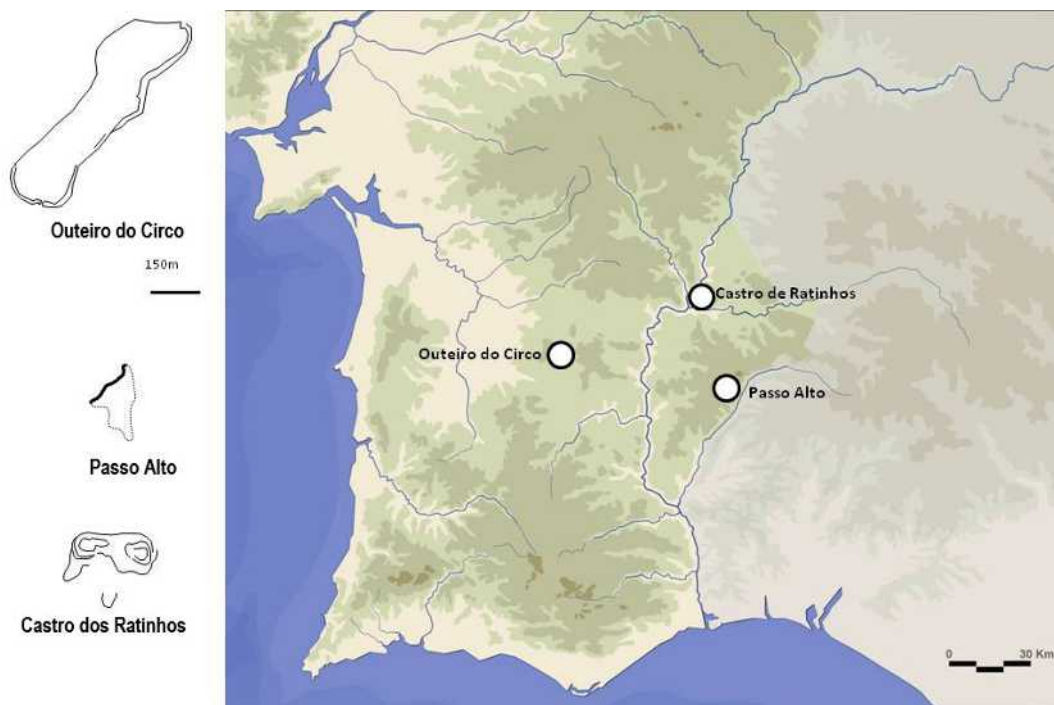 Outeiro do Circo
150m
Passo Alto
Castro dos Ratinhos
Castro de Ratinhos
Outeiro do Circo
Passo Alto
0 30 Km